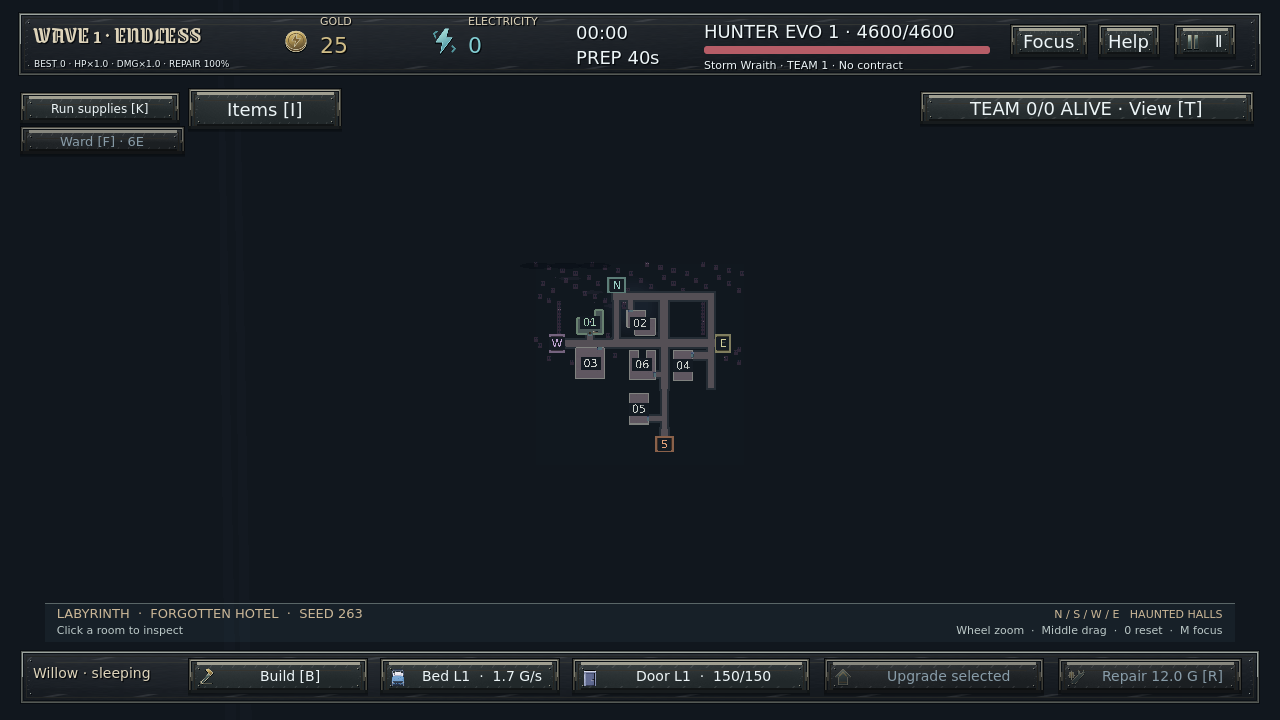 WAVE 1 · ENDLESS
BEST 0 · HP×1.0 · DMG×1.0 · REPAIR 100%
GOLD
25
ELECTRICITY
0
00:00
PREP 40s
HUNTER EVO 1 · 4600/4600
Storm Wraith · TEAM 1 · No contract
Focus
Help
Run supplies [K]
Items [I]
Ward [F] · 6E
TEAM 0/0 ALIVE · View [T]
N
01
02
W
E
03
06
04
05
S
LABYRINTH · FORGOTTEN HOTEL · SEED 263
Click a room to inspect
N / S / W / E HAUNTED HALLS
Wheel zoom · Middle drag · 0 reset · M focus
Willow · sleeping
Build [B]
Bed L1 · 1.7 G/s
Door L1 · 150/150
Upgrade selected
Repair 12.0 G [R]